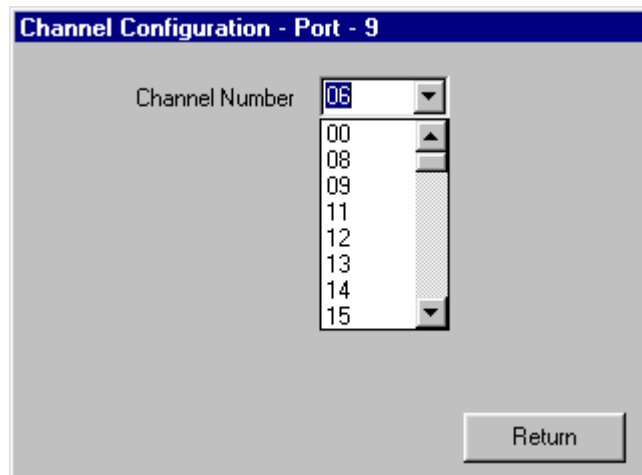 Channel Configuration - Port - 9
Channel Number 06
00
08
09
11
12
13
14
15
Return